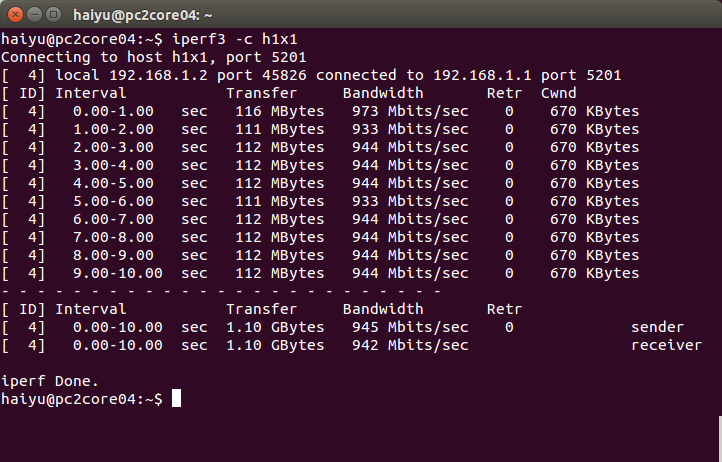 haiyu@pc2core04: ~
haiyu@pc2core04:~$ iperf3 -c h1x1
Connecting to host h1x1, port 5201
[  4] local 192.168.1.2 port 45826 connected to 192.168.1.1 port 5201
[ ID] Interval           Transfer     Bandwidth       Retr  Cwnd
[  4]   0.00-1.00   sec   116 MBytes   973 Mbits/sec    0    670 KBytes
[  4]   1.00-2.00   sec   111 MBytes   933 Mbits/sec    0    670 KBytes
[  4]   2.00-3.00   sec   112 MBytes   944 Mbits/sec    0    670 KBytes
[  4]   3.00-4.00   sec   112 MBytes   944 Mbits/sec    0    670 KBytes
[  4]   4.00-5.00   sec   112 MBytes   944 Mbits/sec    0    670 KBytes
[  4]   5.00-6.00   sec   111 MBytes   933 Mbits/sec    0    670 KBytes
[  4]   6.00-7.00   sec   112 MBytes   944 Mbits/sec    0    670 KBytes
[  4]   7.00-8.00   sec   112 MBytes   944 Mbits/sec    0    670 KBytes
[  4]   8.00-9.00   sec   112 MBytes   944 Mbits/sec    0    670 KBytes
[  4]   9.00-10.00  sec   112 MBytes   944 Mbits/sec    0    670 KBytes
- - - - - - - - - - - - - - - - - - - - - - - - -
[ ID] Interval           Transfer     Bandwidth       Retr
[  4]   0.00-10.00  sec  1.10 GBytes   945 Mbits/sec    0             sender
[  4]   0.00-10.00  sec  1.10 GBytes   942 Mbits/sec                  receiver
iperf Done.
haiyu@pc2core04:~$